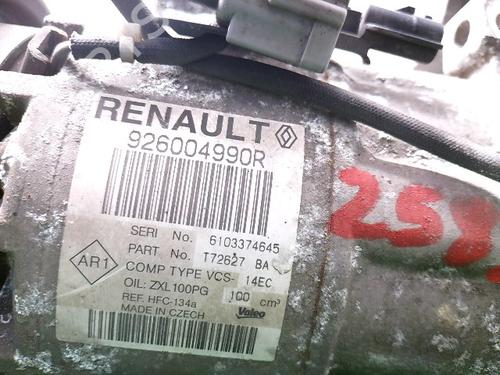 RENAULT
926004990R
SERI No. 6103374645
PART No. T72627 BA
AR1
COMP TYPE VCS- 14EC
OIL: ZXL100PG 100 cm³
REF. HFC-134a
MADE IN CZECH
Valeo